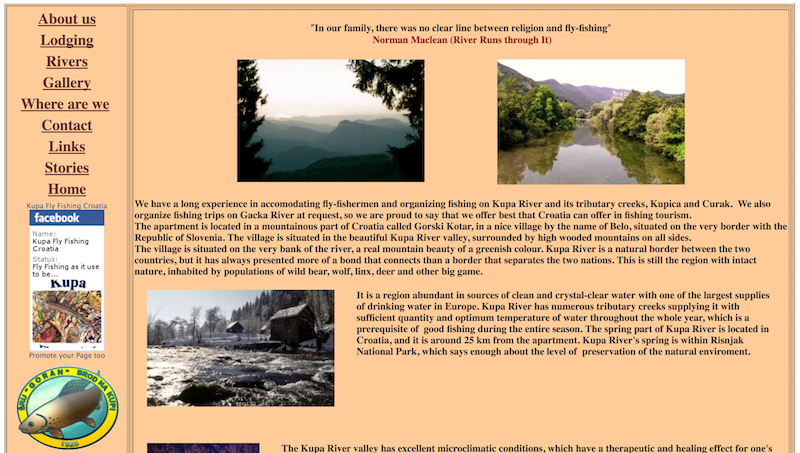 About us
Lodging
Rivers
Gallery
Where are we
Contact
Links
Stories
Home
Kupa Fly Fishing Croatia
facebook
Name:
Kupa Fly Fishing
Croatia
Status:
Fly Fishing as it use
to be...
Kupa
Promote your Page too
ŠRU "GORAN" BROD NA KUPI
1926
"In our family, there was no clear line between religion and fly-fishing"
Norman Maclean (River Runs through It)
We have a long experience in accomodating fly-fishermen and organizing fishing on Kupa River and its tributary creeks, Kupica and Curak.  We also
organize fishing trips on Gacka River at request, so we are proud to say that we offer best that Croatia can offer in fishing tourism.
The apartment is located in a mountainous part of Croatia called Gorski Kotar, in a nice village by the name of Belo, situated on the very border with the
Republic of Slovenia. The village is situated in the beautiful Kupa River valley, surrounded by high wooded mountains on all sides.
The village is situated on the very bank of the river, a real mountain beauty of a greenish colour. Kupa River is a natural border between the two
countries, but it has always presented more of a bond that connects than a border that separates the two nations. This is still the region with intact
nature, inhabited by populations of wild bear, wolf, linx, deer and other big game.
It is a region abundant in sources of clean and crystal-clear water with one of the largest supplies
of drinking water in Europe. Kupa River has numerous tributary creeks supplying it with
sufficient quantity and optimum temperature of water throughout the whole year, which is a
prerequisite of  good fishing during the entire season. The spring part of Kupa River is located in
Croatia, and it is around 25 km from the apartment. Kupa River's spring is within Risnjak
National Park, which says enough about the level of  preservation of the natural enviroment.
The Kupa River valley has excellent microclimatic conditions, which have a therapeutic and healing effect for one's